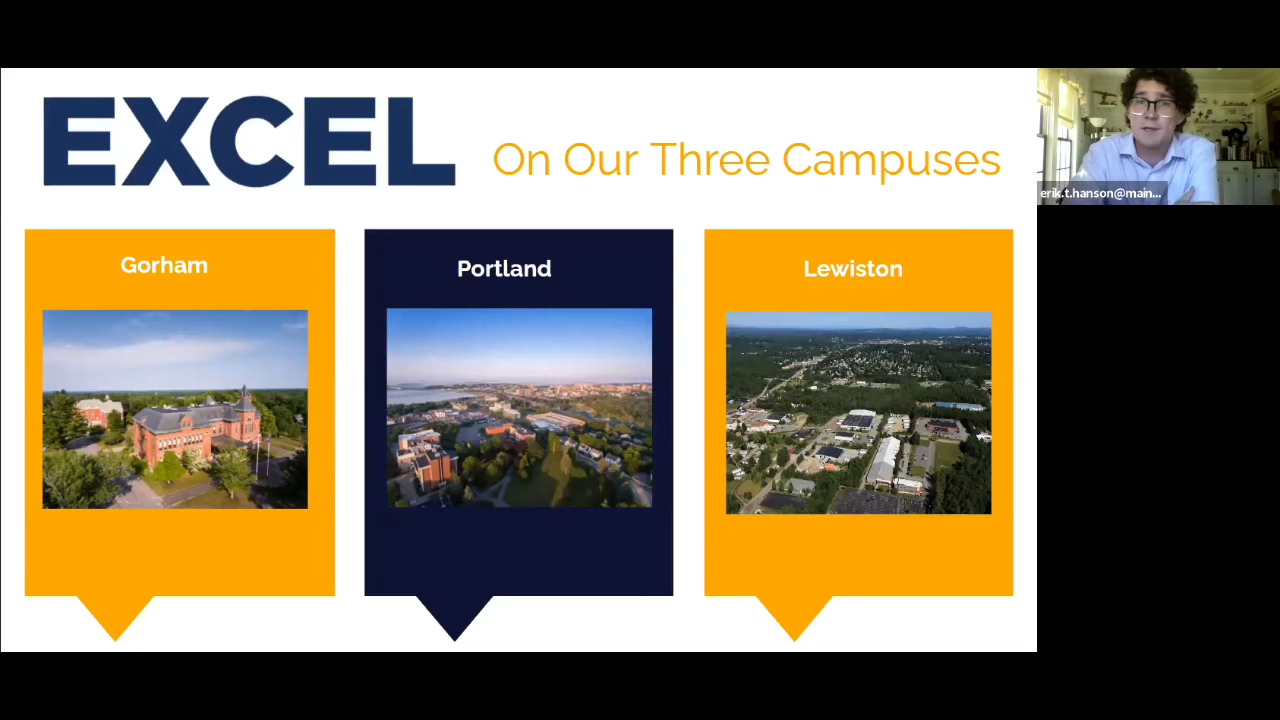 EXCEL
On Our Three Campuses
erik.t.hanson@main...
Gorham
Portland
Lewiston